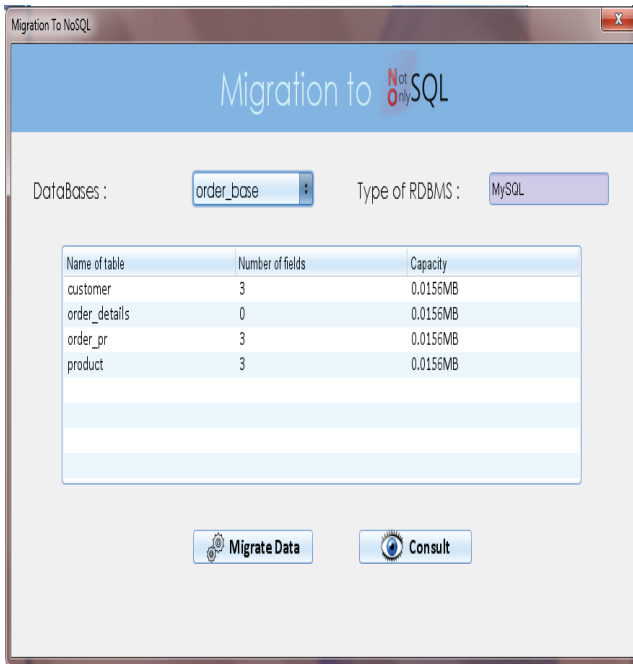 Migration To NoSQL
X
Migration to Not Only SQL
DataBases : order_base Type of RDBMS : MySQL
Name of table Number of fields Capacity
customer 3 0.0156MB
order_details 0 0.0156MB
order_pr 3 0.0156MB
product 3 0.0156MB
Migrate Data Consult